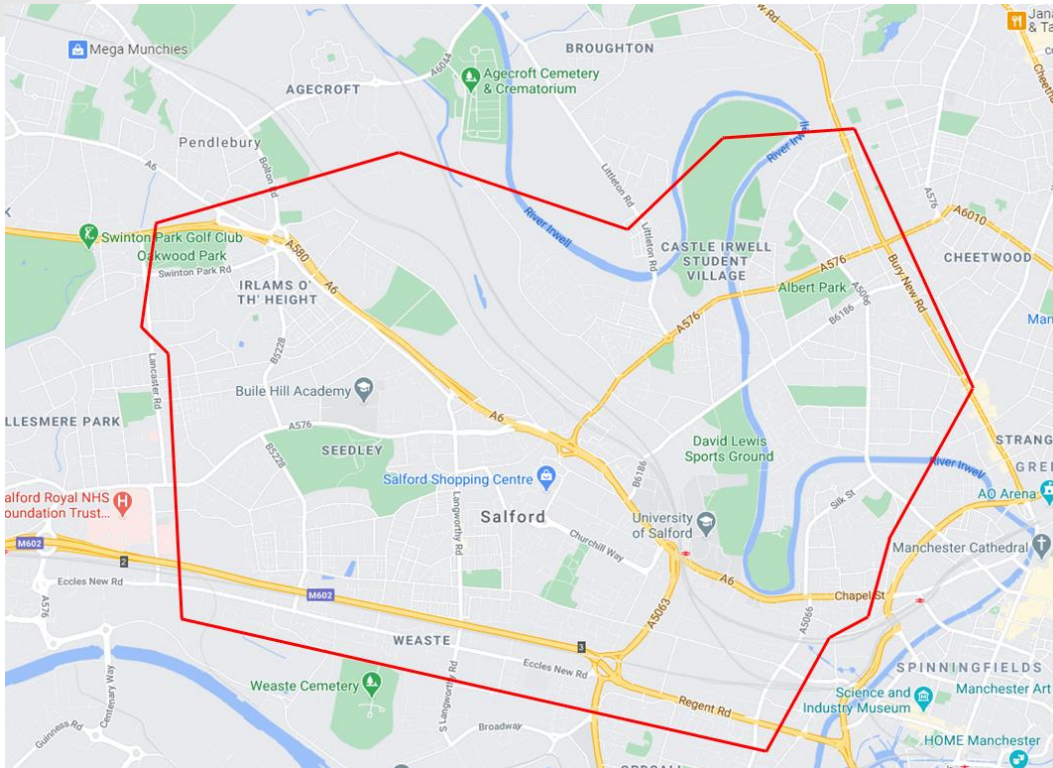 Mega Munchies
BROUGHTON
A6044
Agecroft Cemetery
& Crematorium
AGECROFT
Pendlebury
A6
Bolton Rd
Littleton Rd
River Irwell
River Irwell
A576
Bury New Rd
A6010
CHEETWOOD
Swinton Park Golf Club
Oakwood Park
Swinton Park Rd
A580
A6
IRLAMS O'
TH' HEIGHT
Littleton Rd
CASTLE IRWELL
STUDENT
VILLAGE
A576
Albert Park
A5066
B6186
A576
B5228
Lancaster Rd
Buile Hill Academy
A576
A6
LLESMERE PARK
B5228
SEEDLEY
David Lewis
Sports Ground
STRANG
GRE
River Irwell
Salford Shopping Centre
B6186
AO Arena
alford Royal NHS
oundation Trust...
Langworthy Rd
Salford
Silk St
University
of Salford
Churchill Way
M602
2
Manchester Cathedral
Eccles New Rd
A6
Chapel St
M602
A576
A5063
A5066
WEASTE
3
Eccles New Rd
SPINNINGFIELDS
Weaste Cemetery
S Langworthy Rd
Centenary Way
Regent Rd
Science and
Industry Museum
Manchester Art
Guinness Rd
Broadway
HOME Manchester